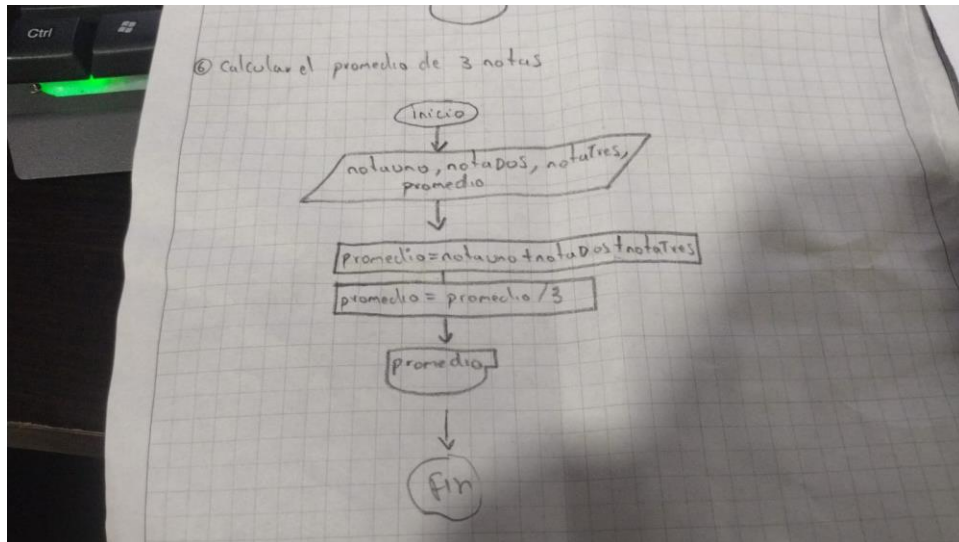 Ctrl
⑥ Calcular el promedio de 3 notas
Inicio
notauno, notaDos, notaTres,
promedio
promedio=notauno+notaDos+notaTres
promedio = promedio /3
promedio
Fin